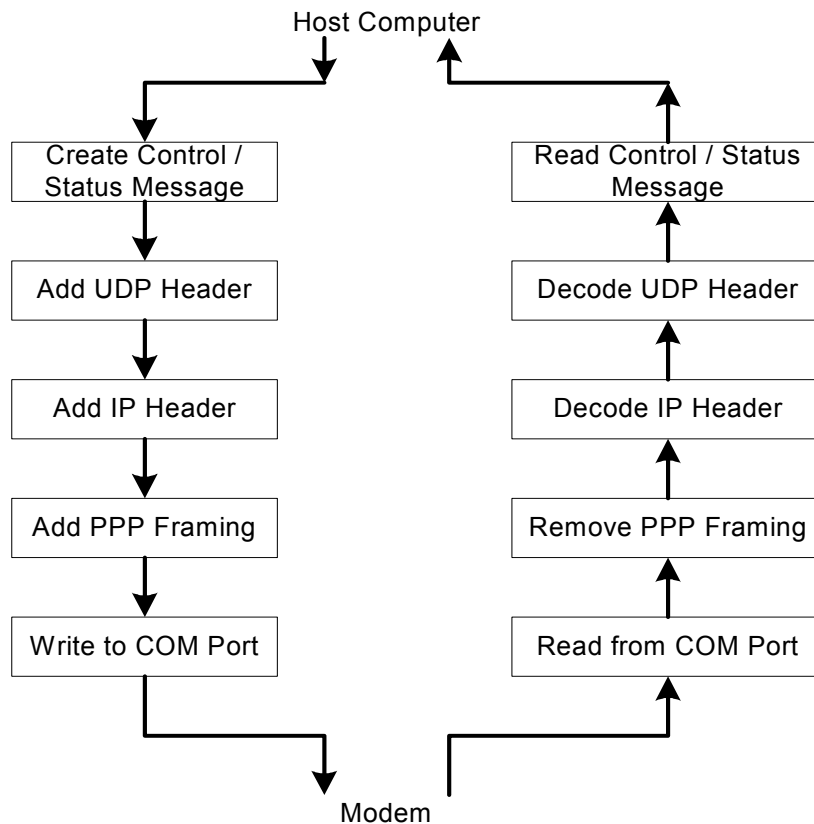 Host Computer
Create Control /
Status Message
Add UDP Header
Add IP Header
Add PPP Framing
Write to COM Port
Read Control / Status
Message
Decode UDP Header
Decode IP Header
Remove PPP Framing
Read from COM Port
Modem